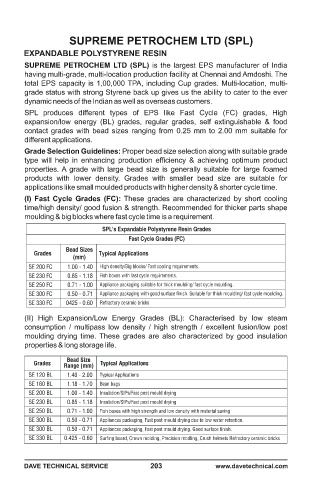 SUPREME PETROCHEM LTD (SPL)
EXPANDABLE POLYSTYRENE RESIN
SUPREME PETROCHEM LTD (SPL) is the largest EPS manufacturer of India
having multi-grade, multi-location production facility at Chennai and Amdoshi. The
total EPS capacity is 1,00,000 TPA, including Cup grades. Multi-location, multi-
grade status with strong Styrene back up gives us the ability to cater to the ever
dynamic needs of the Indian as well as overseas customers.
SPL produces different types of EPS like Fast Cycle (FC) grades, High
expansion/low energy (BL) grades, regular grades, self extinguishable & food
contact grades with bead sizes ranging from 0.25 mm to 2.00 mm suitable for
different applications.
Grade Selection Guidelines: Proper bead size selection along with suitable grade
type will help in enhancing production efficiency & achieving optimum product
properties. A grade with large bead size is generally suitable for large foamed
products with lower density. Grades with smaller bead size are suitable for
applications like small moulded products with higher density & shorter cycle time.
(I) Fast Cycle Grades (FC): These grades are characterized by short cooling
time/high density/ good fusion & strength. Recommended for thicker parts shape
moulding & big blocks where fast cycle time is a requirement.
SPL's Expandable Polystyrene Resin Grades
Fast Cycle Grades (FC)
Grades Bead Sizes (mm) Typical Applications
SE 200 FC 1.00 - 1.40 High density/Big blocks/ Fast cooling requirements.
SE 230 FC 0.85 - 1.18 Fish boxes with fast cycle requirements.
SE 250 FC 0.71 - 1.00 Appliance packaging suitable for thick moulding/ fast cycle moulding.
SE 300 FC 0.50 - 0.71 Appliance packaging with good surface finish. Suitable for thick moulding/ fast cycle moulding.
SE 330 FC 0425 - 0.60 Refractory ceramic bricks
(II) High Expansion/Low Energy Grades (BL): Characterised by low steam
consumption / multipass low density / high strength / excellent fusion/low post
moulding drying time. These grades are also characterized by good insulation
properties & long storage life.
Grades Bead Size Range (mm) Typical Applications
SE 120 BL 1.40 - 2.00 Typical Applications
SE 160 BL 1.18 - 1.70 Bean bags
SE 200 BL 1.00 - 1.40 Insulation/SIPs/Fast post mould drying
SE 230 BL 0.85 - 1.18 Insulation/SIPs/Fast post mould drying
SE 250 BL 0.71 - 1.00 Fish boxes with high strength and low density with material saving
SE 300 BL 0.50 - 0.71 Appliances packaging, Fast post mould drying due to low water retention.
SE 300 BL 0.50 - 0.71 Appliances packaging, Fast post mould drying. Good surface finish.
SE 330 BL 0.425 - 0.60 Surfing board, Crown molding, Precision molding, Crash helmets Refractory ceramic bricks
DAVE TECHNICAL SERVICE 203 www.davetechnical.com